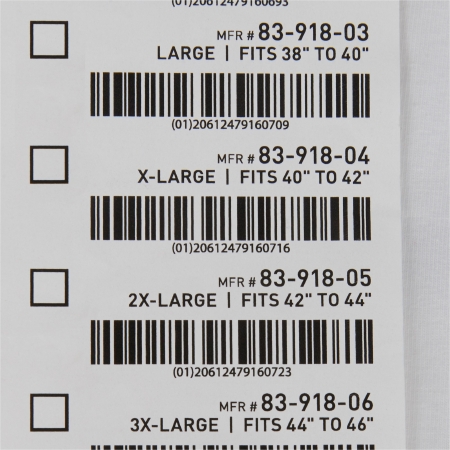 (01)20612479160693
MFR # 83-918-03
LARGE | FITS 38" TO 40"
(01)20612479160709
MFR # 83-918-04
X-LARGE | FITS 40" TO 42"
(01)20612479160716
MFR # 83-918-05
2X-LARGE | FITS 42" TO 44"
(01)20612479160723
MFR # 83-918-06
3X-LARGE | FITS 44" TO 46"